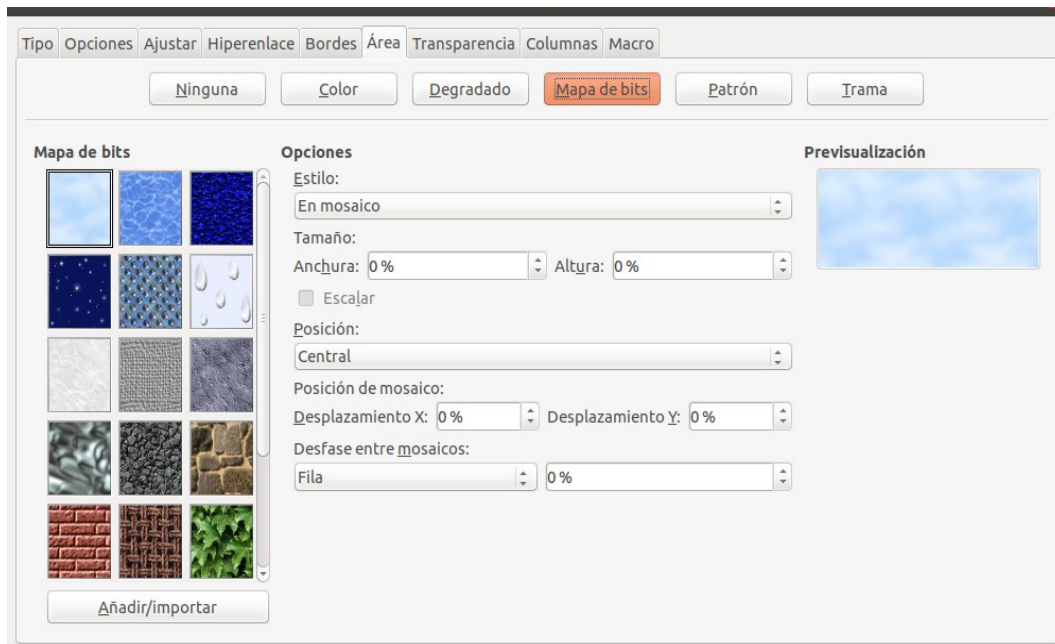 Tipo Opciones Ajustar Hiperenlace Bordes Área Transparencia Columnas Macro
Ninguna Color Degradado Mapa de bits Patrón Trama
Mapa de bits
Opciones
Estilo:
En mosaico
Tamaño:
Anchura: 0 % Altura: 0 %
Escalar
Posición:
Central
Posición de mosaico:
Desplazamiento X: 0 % Desplazamiento Y: 0 %
Desfase entre mosaicos:
Fila 0 %
Previsualización
Añadir/importar